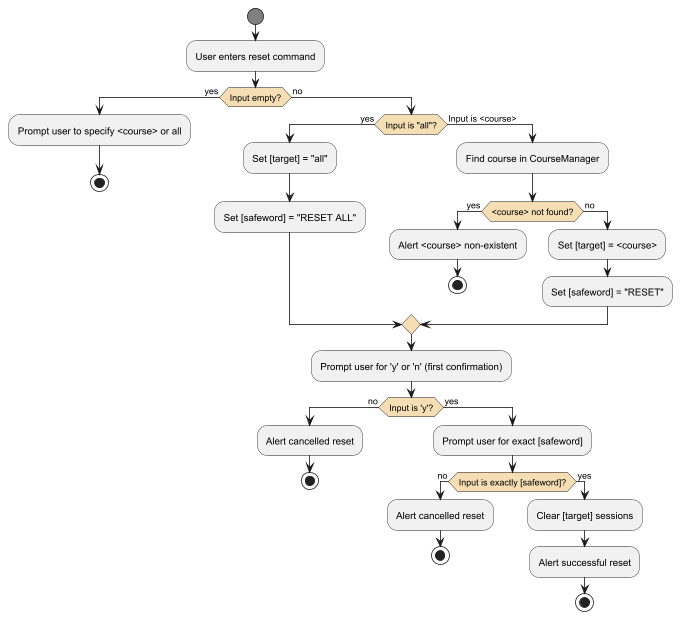 User enters reset command
yes
Input empty?
no
Prompt user to specify <course> or all
yes
Input is "all"?
Input is <course>
Set [target] = "all"
Find course in CourseManager
Set [safeword] = "RESET ALL"
yes
<course> not found?
no
Alert <course> non-existent
Set [target] = <course>
Set [safeword] = "RESET"
Prompt user for 'y' or 'n' (first confirmation)
no
Input is 'y'?
yes
Alert cancelled reset
Prompt user for exact [safeword]
no
Input is exactly [safeword]?
yes
Alert cancelled reset
Clear [target] sessions
Alert successful reset